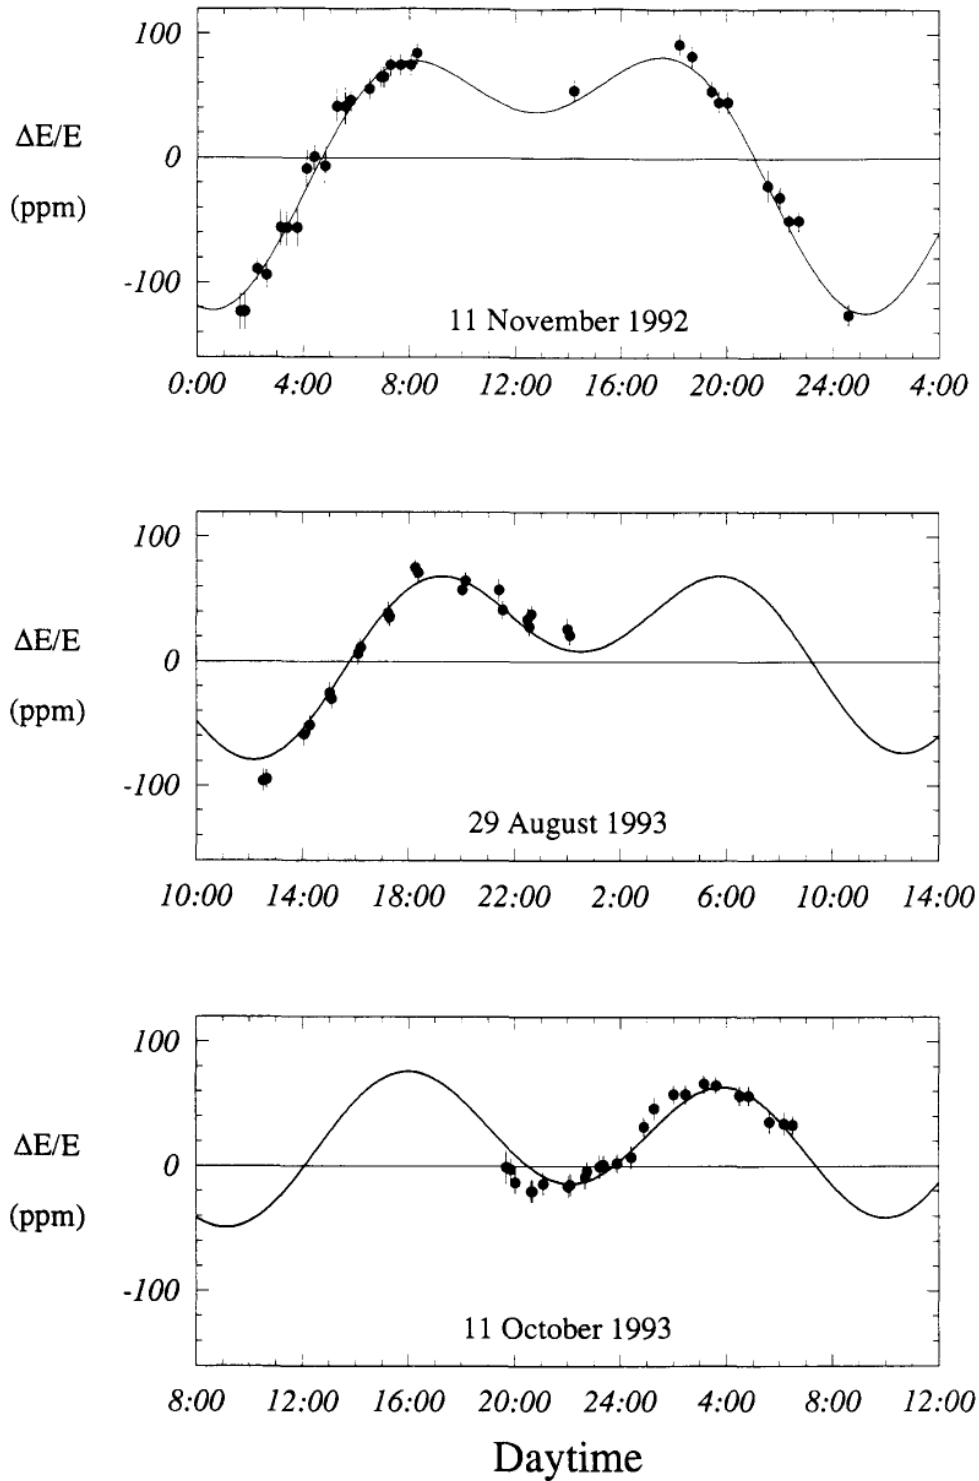 100
ΔE/E
0
(ppm)
-100
11 November 1992
0:00 4:00 8:00 12:00 16:00 20:00 24:00 4:00
100
ΔE/E
0
(ppm)
-100
29 August 1993
10:00 14:00 18:00 22:00 2:00 6:00 10:00 14:00
100
ΔE/E
0
(ppm)
-100
11 October 1993
8:00 12:00 16:00 20:00 24:00 4:00 8:00 12:00
Daytime